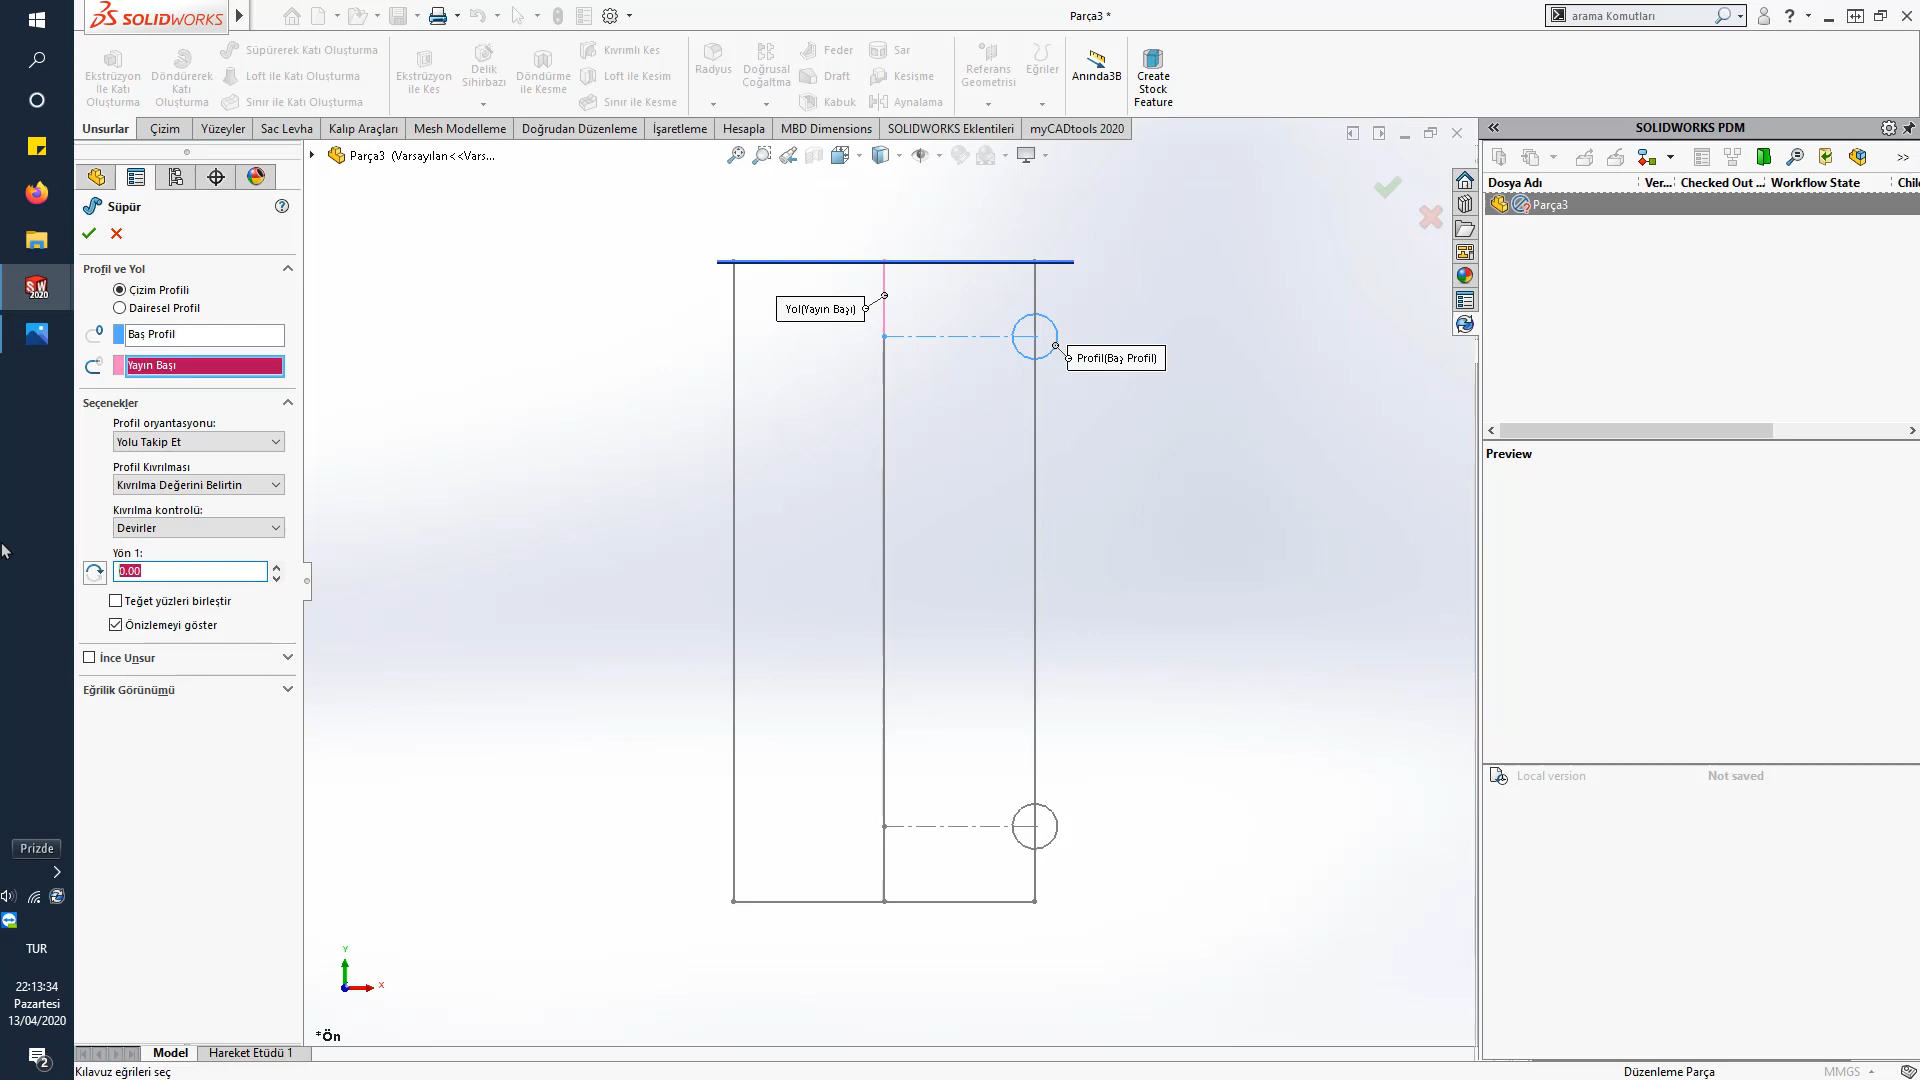 SOLIDWORKS
Parça3 *
arama Komutları
Ekstrüzyon
İle Katı
Oluşturma
Döndürerek
Katı
Oluşturma
Süpürerek Katı Oluşturma
Loft ile Katı Oluşturma
Sınır ile Katı Oluşturma
Ekstrüzyon
ile Kes
Delik
Sihirbazı
Döndürme
ile Kesme
Kıvrımlı Kes
Loft ile Kesim
Sınır ile Kesme
Radyus
Doğrusal
Çoğaltma
Feder
Draft
Kabuk
Sar
Kesişme
Aynalama
Referans
Geometrisi
Eğriler
Anında3B
Create
Stock
Feature
Unsurlar
Çizim
Yüzeyler
Sac Levha
Kalıp Araçları
Mesh Modelleme
Doğrudan Düzenleme
İşaretleme
Hesapla
MBD Dimensions
SOLIDWORKS Eklentileri
myCADtools 2020
Parça3 (Varsayılan<<Vars...
Süpür
Profil ve Yol
Çizim Profili
Dairesel Profil
Baş Profil
Yayın Başı
Seçenekler
Profil oryantasyonu:
Yolu Takip Et
Profil Kıvrılması
Kıvrılma Değerini Belirtin
Kıvrılma kontrolü:
Devirler
Yön 1:
0.00
Teğet yüzleri birleştir
Önizlemeyi göster
İnce Unsur
Eğrilik Görünümü
Yol(Yayın Başı)
Profil(Baş Profil)
Y
X
*Ön
Model
Hareket Etüdü 1
Kılavuz eğrileri seç
Düzenleme Parça
MMGS
SOLIDWORKS PDM
Dosya Adı
Ver...
Checked Out ...
Workflow State
Chil
Parça3
Preview
Local version
Not saved
SW
2020
Prizde
TUR
22:13:34
Pazartesi
13/04/2020
2